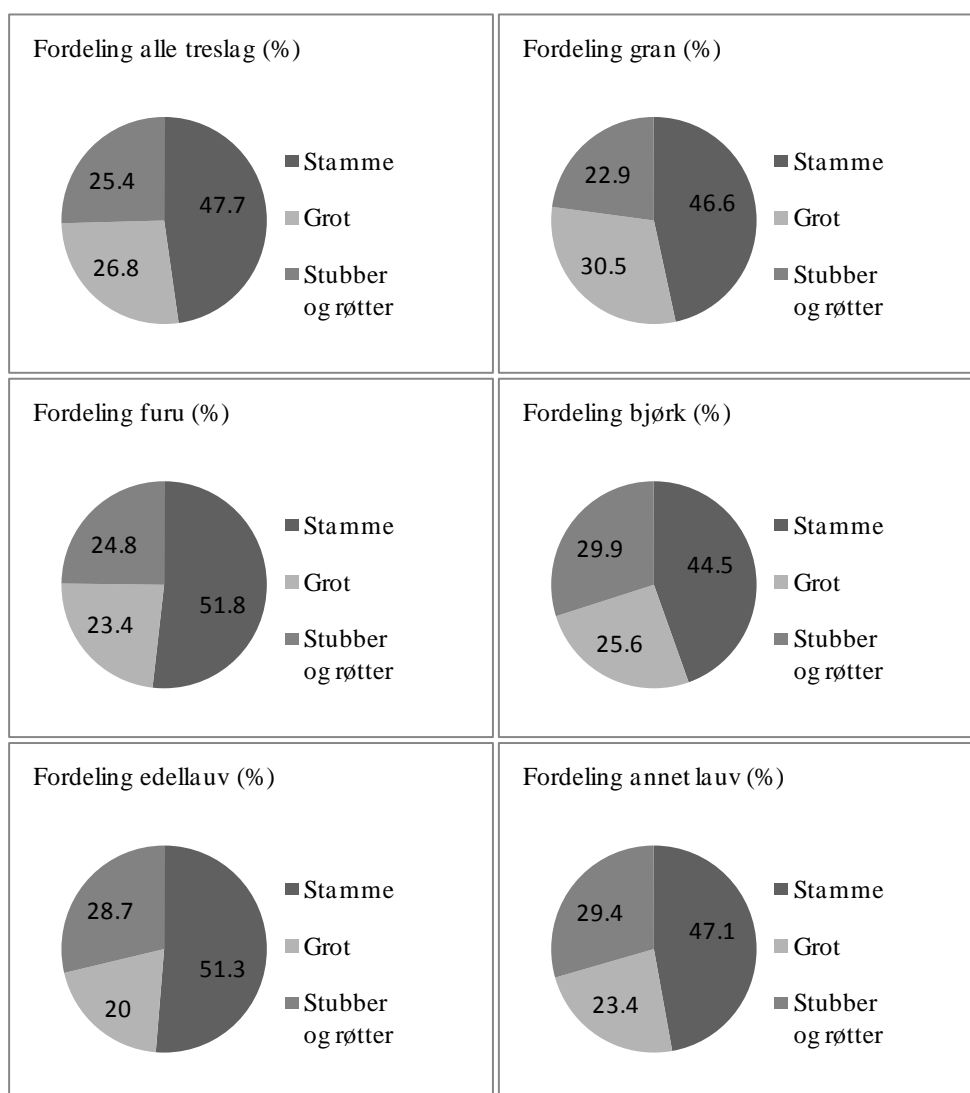 Fordeling alle treslag (%)
25.4
47.7
26.8
Stamme
Grot
Stubber
og røtter
Fordeling gran (%)
22.9
46.6
30.5
Stamme
Grot
Stubber
og røtter
Fordeling furu (%)
24.8
51.8
23.4
Stamme
Grot
Stubber
og røtter
Fordeling bjørk (%)
29.9
44.5
25.6
Stamme
Grot
Stubber
og røtter
Fordeling edellauv (%)
28.7
51.3
20
Stamme
Grot
Stubber
og røtter
Fordeling annet lauv (%)
29.4
47.1
23.4
Stamme
Grot
Stubber
og røtter